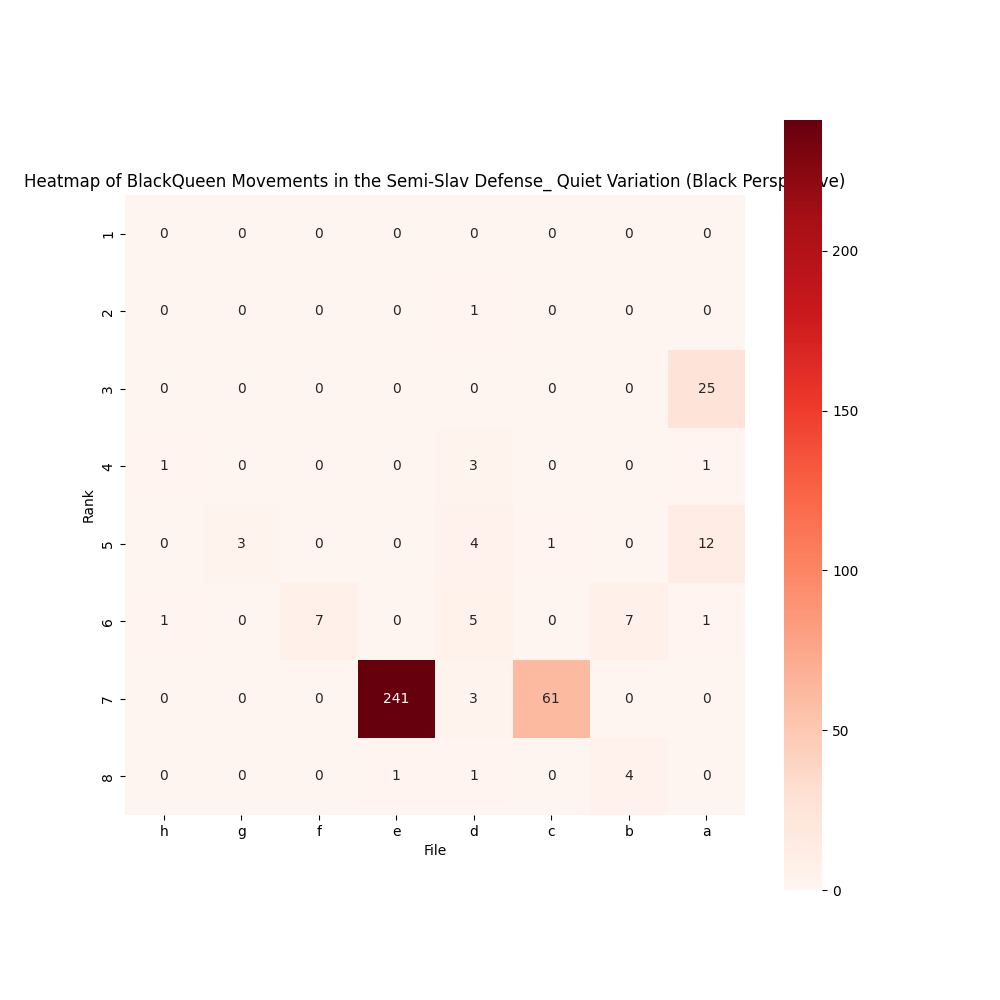 Heatmap of BlackQueen Movements in the Semi-Slav Defense_ Quiet Variation (Black Perspective)
1 0 0 0 0 0 0 0 0
2 0 0 0 0 1 0 0 0
3 0 0 0 0 0 0 0 25
4 1 0 0 0 3 0 0 1
5 0 3 0 0 4 1 0 12
6 1 0 7 0 5 0 7 1
7 0 0 0 241 3 61 0 0
8 0 0 0 1 1 0 4 0
h g f e d c b a
File
Rank
200
150
100
50
0